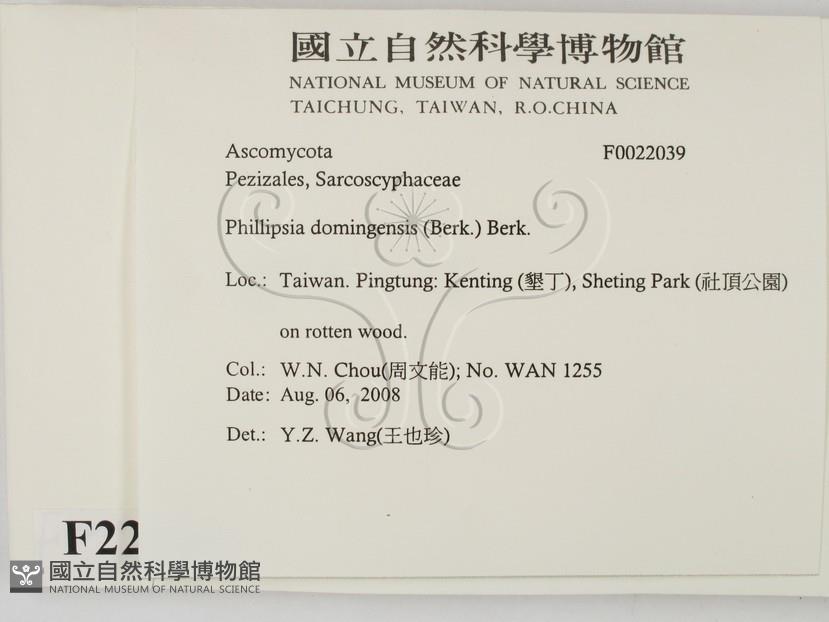 國立自然科學博物館
NATIONAL MUSEUM OF NATURAL SCIENCE
TAICHUNG, TAIWAN, R.O.CHINA
Ascomycota F0022039
Pezizales, Sarcoscyphaceae
Phillipsia domingensis (Berk.) Berk.
Loc.: Taiwan. Pingtung: Kenting (墾丁), Sheting Park (社頂公園)
on rotten wood.
Col.: W.N. Chou(周文能); No. WAN 1255
Date: Aug. 06, 2008
Det.: Y.Z. Wang(王也珍)
F22
國立自然科學博物館
NATIONAL MUSEUM OF NATURAL SCIENCE